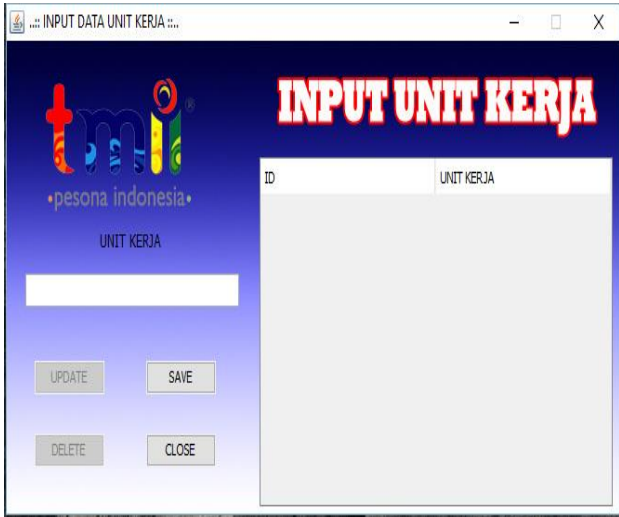 ..:: INPUT DATA UNIT KERJA ::..
tmii®
•pesona indonesia•
INPUT UNIT KERJA
UNIT KERJA
ID UNIT KERJA
UPDATE SAVE
DELETE CLOSE